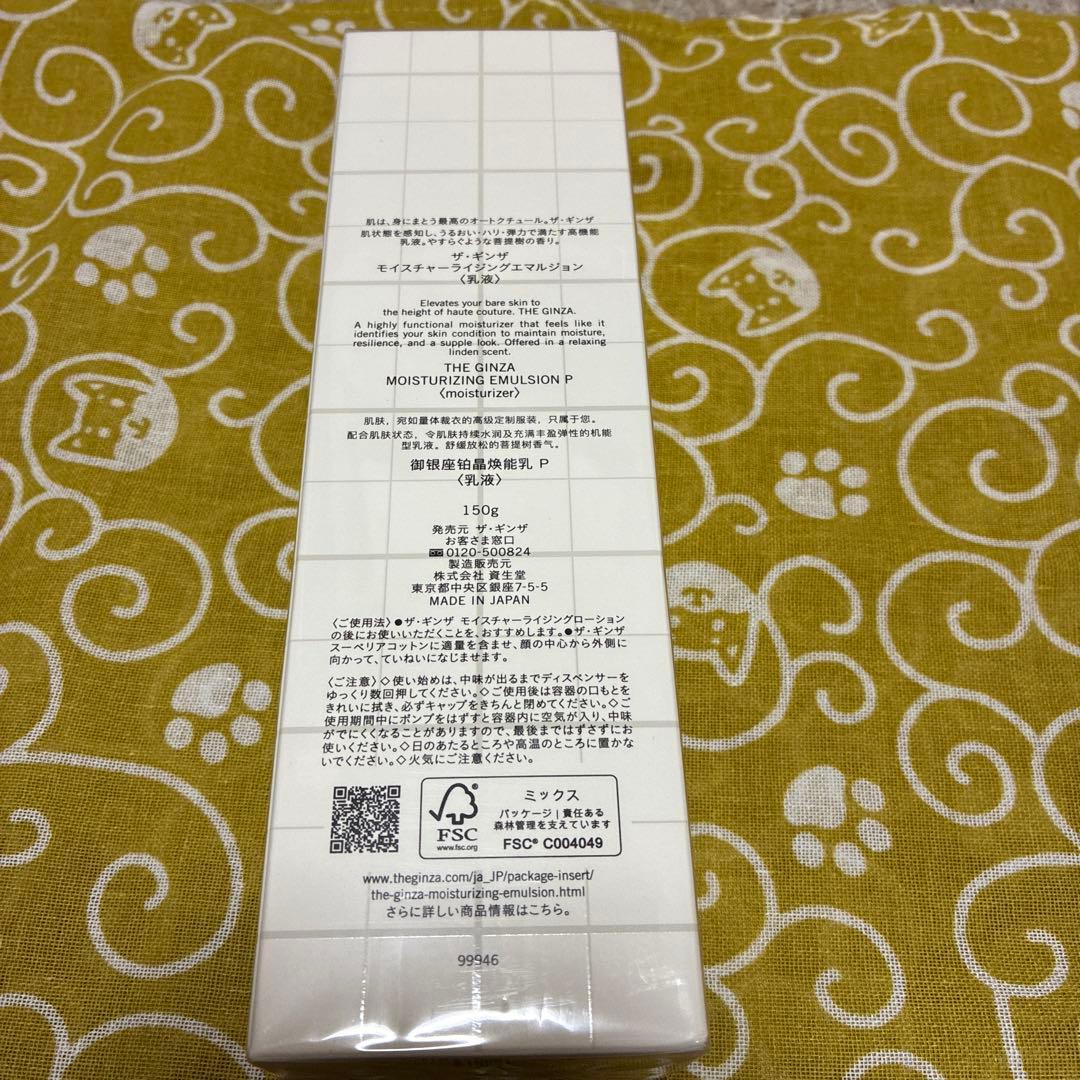 肌は、身にまとう最高のオートクチュール。ザ・ギンザ
肌状態を感知し、うるおい・ハリ・弾力で満たす高機能
乳液。やすらぐような菩提樹の香り。
ザ・ギンザ
モイスチャーライジングエマルジョン
〈乳液〉
Elevates your bare skin to
the height of haute couture. THE GINZA.
A highly functional moisturizer that feels like it
identifies your skin condition to maintain moisture,
resilience, and a supple look. Offered in a relaxing
linden scent.
THE GINZA
MOISTURIZING EMULSION P
〈moisturizer〉
肌肤，宛如量体裁衣的高级定制服装，只属于您。
配合肌肤状态，令肌肤持续水润及充满丰盈弹性的机能
型乳液。舒缓放松的菩提树香气。
御银座铂晶焕能乳 P
〈乳液〉
150g
発売元 ザ・ギンザ
お客さま窓口
0120-500824
製造販売元
株式会社 資生堂
東京都中央区銀座7-5-5
MADE IN JAPAN
〈ご使用法〉●ザ・ギンザ モイスチャーライジングローション
の後にお使いいただくことを、おすすめします。●ザ・ギンザ
スーペリアコットンに適量を含ませ、顔の中心から外側に
向かって、ていねいになじませます。
〈ご注意〉◇使い始めは、中味が出るまでディスペンサーを
ゆっくり数回押してください。◇ご使用後は容器の口もとを
きれいに拭き、必ずキャップをきちんと閉めてください。◇ご
使用期間中にポンプをはずすと容器内に空気が入り、中味
がでにくくなることがありますので、最後まではずさずにお
使いください。◇日のあたるところや高温のところに置かな
いでください。◇火気にご注意ください。
FSC
www.fsc.org
ミックス
パッケージ | 責任ある
森林管理を支えています
FSC® C004049
www.theginza.com/ja_JP/package-insert/
the-ginza-moisturizing-emulsion.html
さらに詳しい商品情報はこちら。
99946